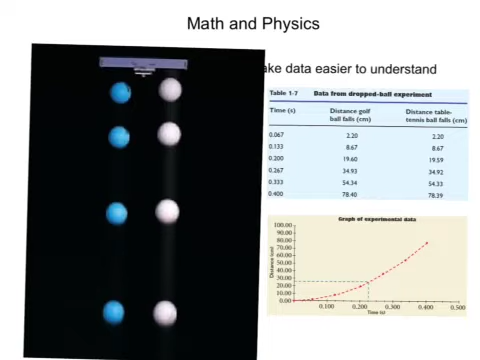 Math and Physics
ake data easier to understand
Table 1-7 Data from dropped-ball experiment
Time (s) Distance golf ball falls (cm) Distance table-tennis ball falls (cm)
0.067 2.20 2.20
0.133 8.67 8.67
0.200 19.60 19.59
0.267 34.93 34.92
0.333 54.34 54.33
0.400 78.40 78.39
Graph of experimental data
Distance (cm)
100.00
90.00
80.00
70.00
60.00
50.00
40.00
30.00
20.00
10.00
0.00
0.100 0.200 0.300 0.400 0.500
Time (s)